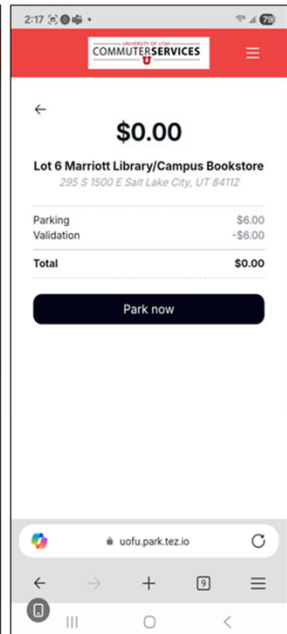 2:17
79
UNIVERSITY OF UTAH
COMMUTERSERVICES
U
$0.00
Lot 6 Marriott Library/Campus Bookstore
295 S 1500 E Salt Lake City, UT 84112
Parking $6.00
Validation -$6.00
Total $0.00
Park now
uofu.park.tez.io
9